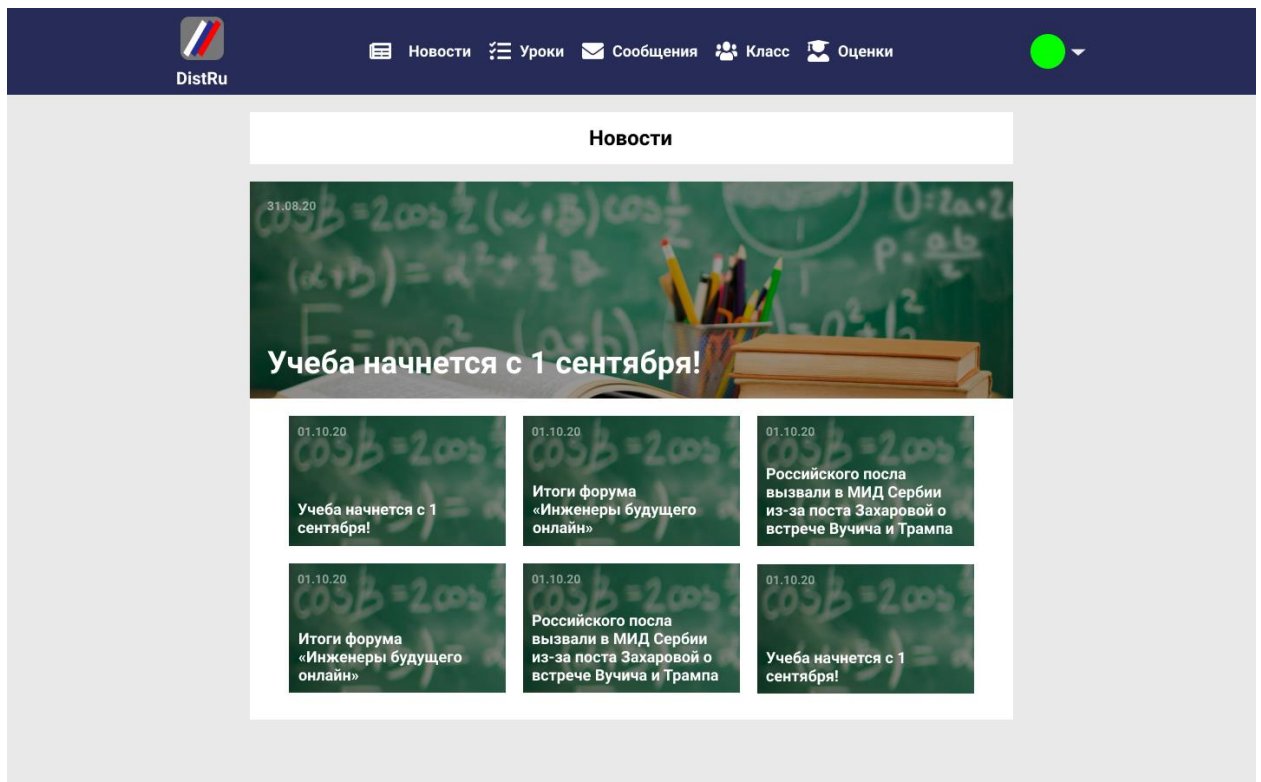 DistRu
Новости
Уроки
Сообщения
Класс
Оценки
Новости
31.08.20
Учеба начнется с 1 сентября!
01.10.20
Учеба начнется с 1
сентября!
01.10.20
Итоги форума
«Инженеры будущего
онлайн»
01.10.20
Российского посла
вызвали в МИД Сербии
из-за поста Захаровой о
встрече Вучича и Трампа
01.10.20
Итоги форума
«Инженеры будущего
онлайн»
01.10.20
Российского посла
вызвали в МИД Сербии
из-за поста Захаровой о
встрече Вучича и Трампа
01.10.20
Учеба начнется с 1
сентября!